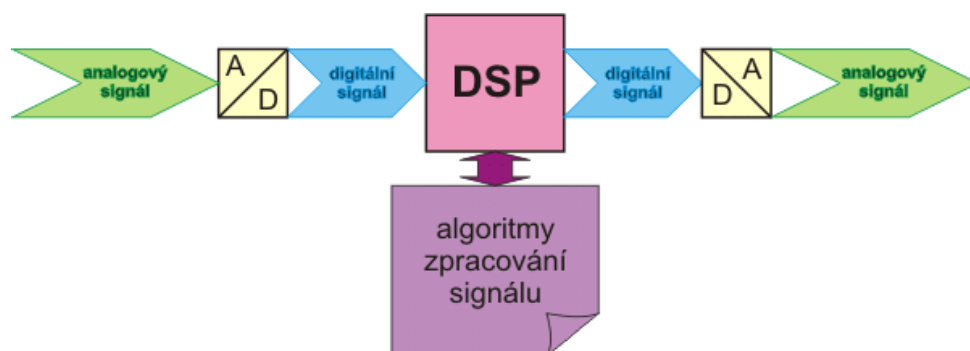 analogový
signál
A
D
digitální
signál
DSP
digitální
signál
A
D
analogový
signál
algoritmy
zpracování
signálu